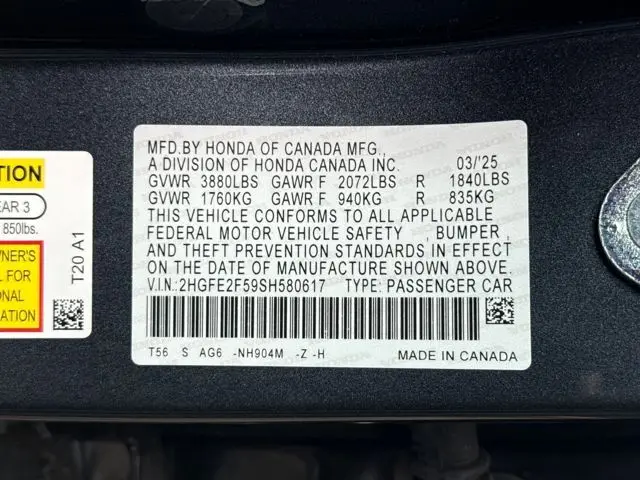 MFD.BY HONDA OF CANADA MFG.,
A DIVISION OF HONDA CANADA INC. 03/'25
GVWR 3880LBS GAWR F 2072LBS R 1840LBS
GVWR 1760KG GAWR F 940KG R 835KG
THIS VEHICLE CONFORMS TO ALL APPLICABLE
FEDERAL MOTOR VEHICLE SAFETY , BUMPER ,
AND THEFT PREVENTION STANDARDS IN EFFECT
ON THE DATE OF MANUFACTURE SHOWN ABOVE.
V.I.N.:2HGFE2F59SH580617 TYPE: PASSENGER CAR
T56 S AG6 -NH904M -Z -H MADE IN CANADA
TION
EAR 3
850lbs.
T20 A1
WNER'S
L FOR
ONAL
ATION